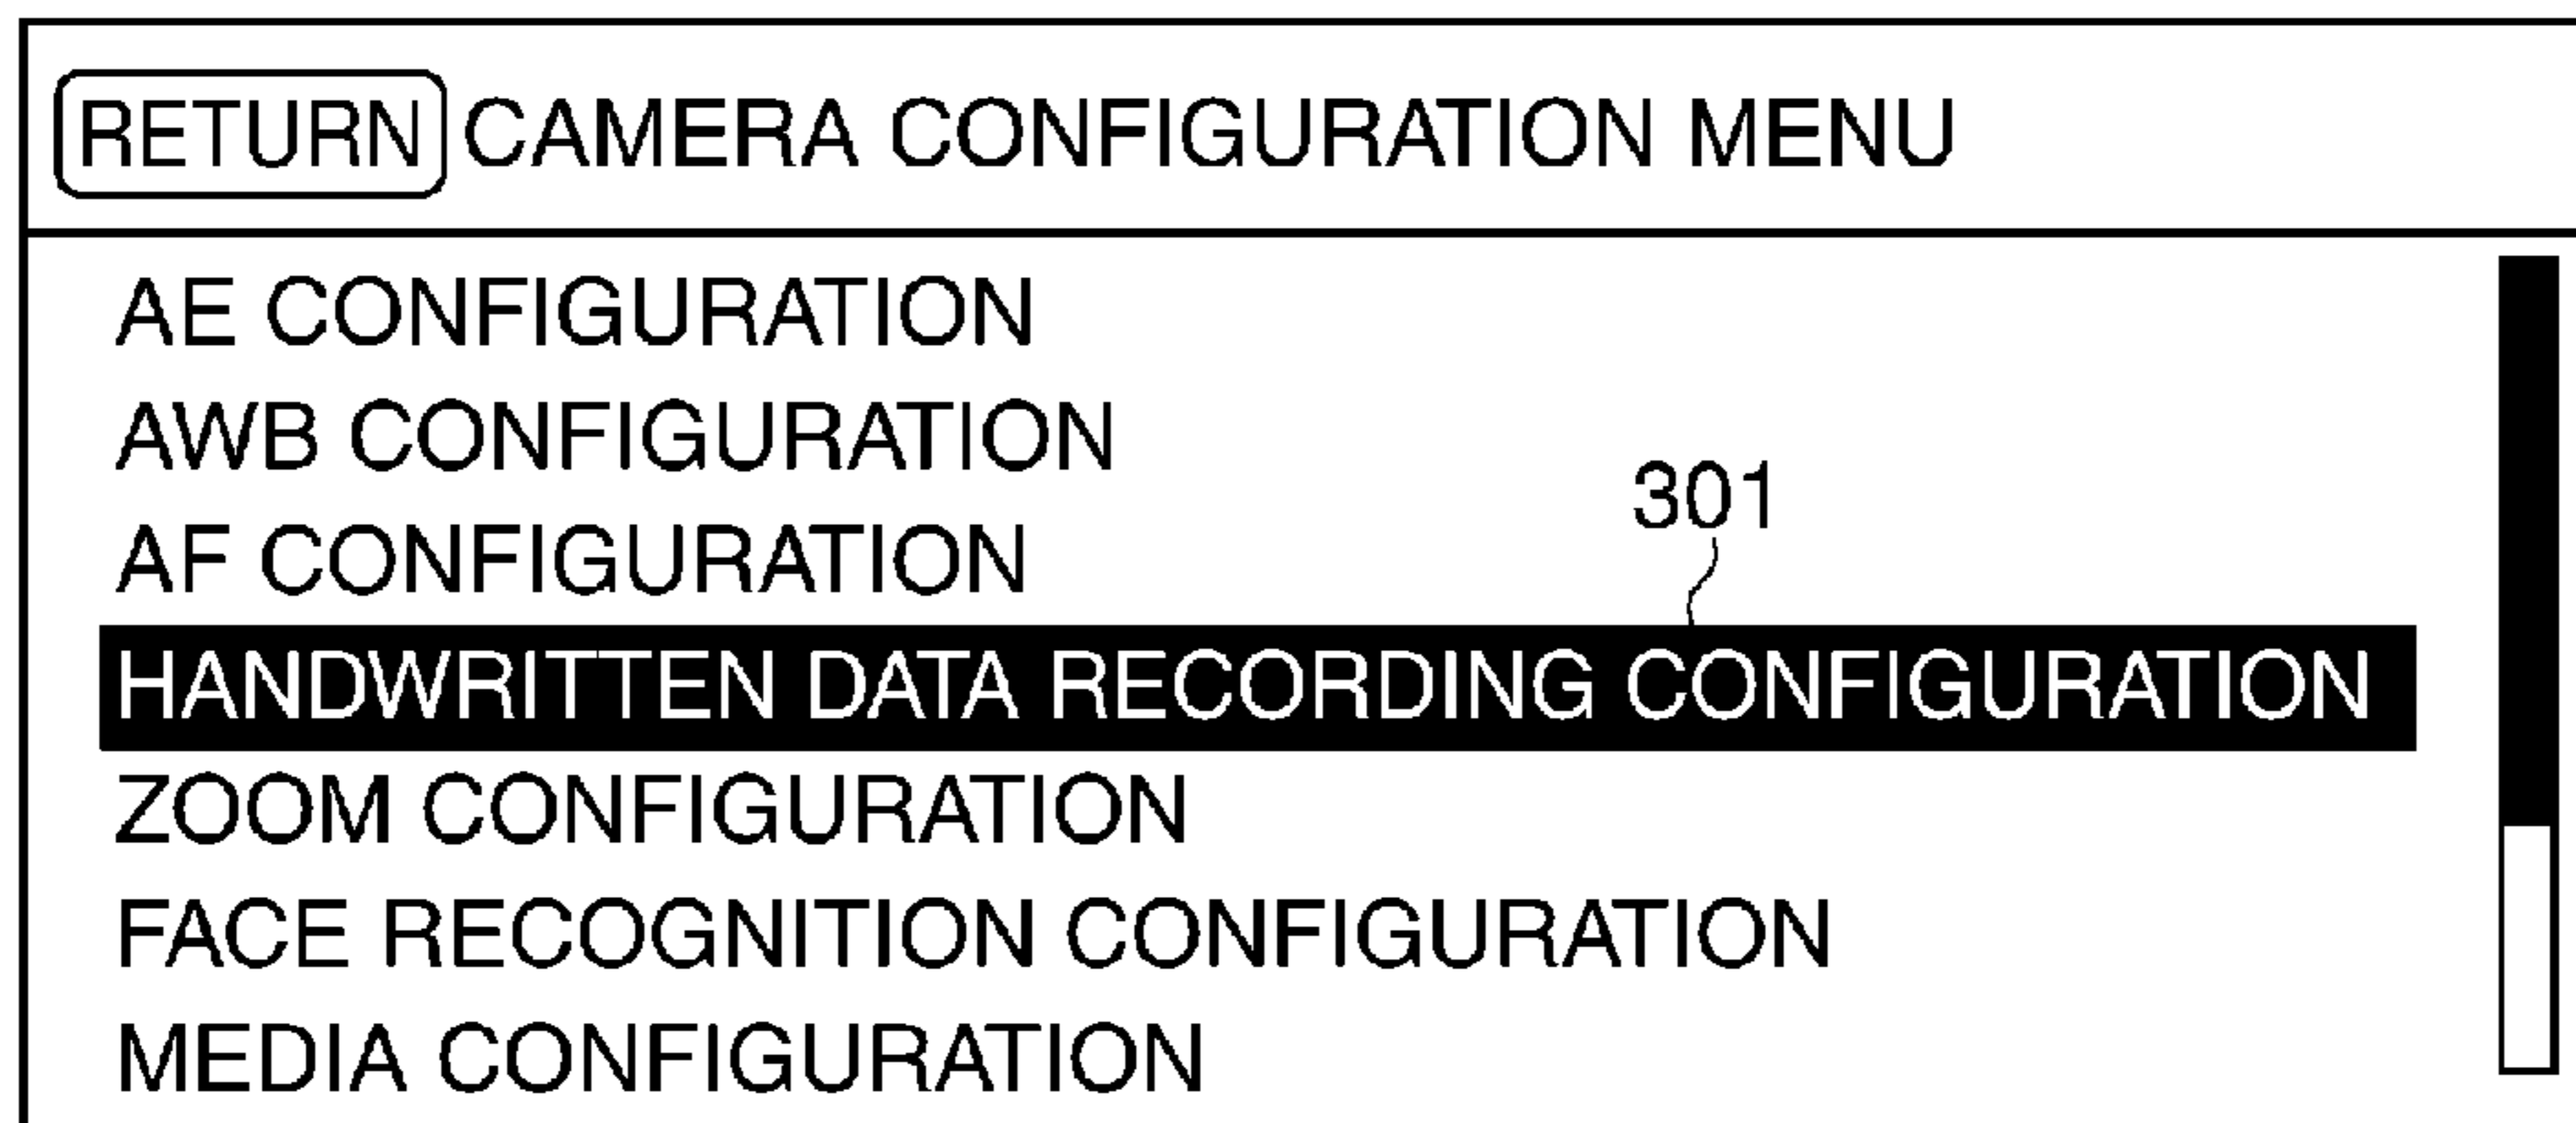 RETURN CAMERA CONFIGURATION MENU
AE CONFIGURATION
AWB CONFIGURATION
AF CONFIGURATION
301
HANDWRITTEN DATA RECORDING CONFIGURATION
ZOOM CONFIGURATION
FACE RECOGNITION CONFIGURATION
MEDIA CONFIGURATION